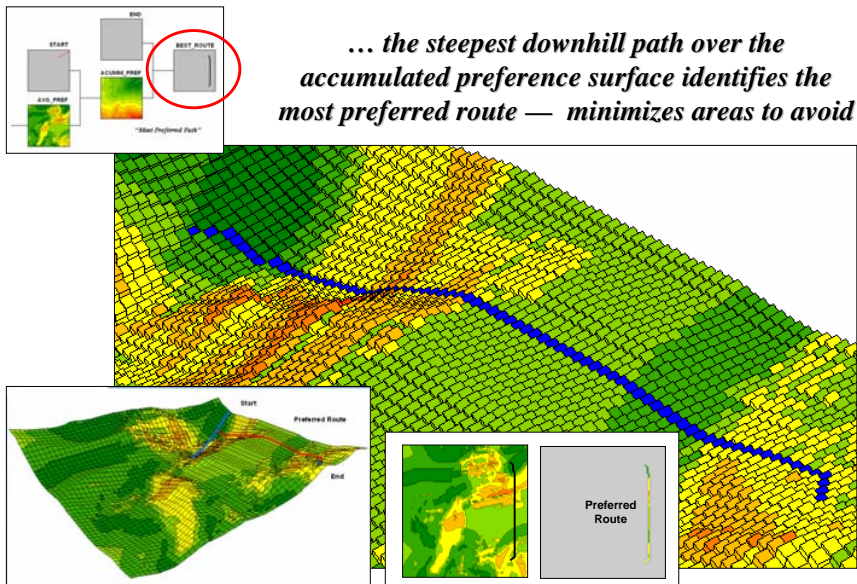 END
START
BEST_ROUTE
ACUMM_PREF
AVG_PREF
"Most Preferred Path"
... the steepest downhill path over the
accumulated preference surface identifies the
most preferred route — minimizes areas to avoid
Start
Preferred Route
End
Preferred
Route